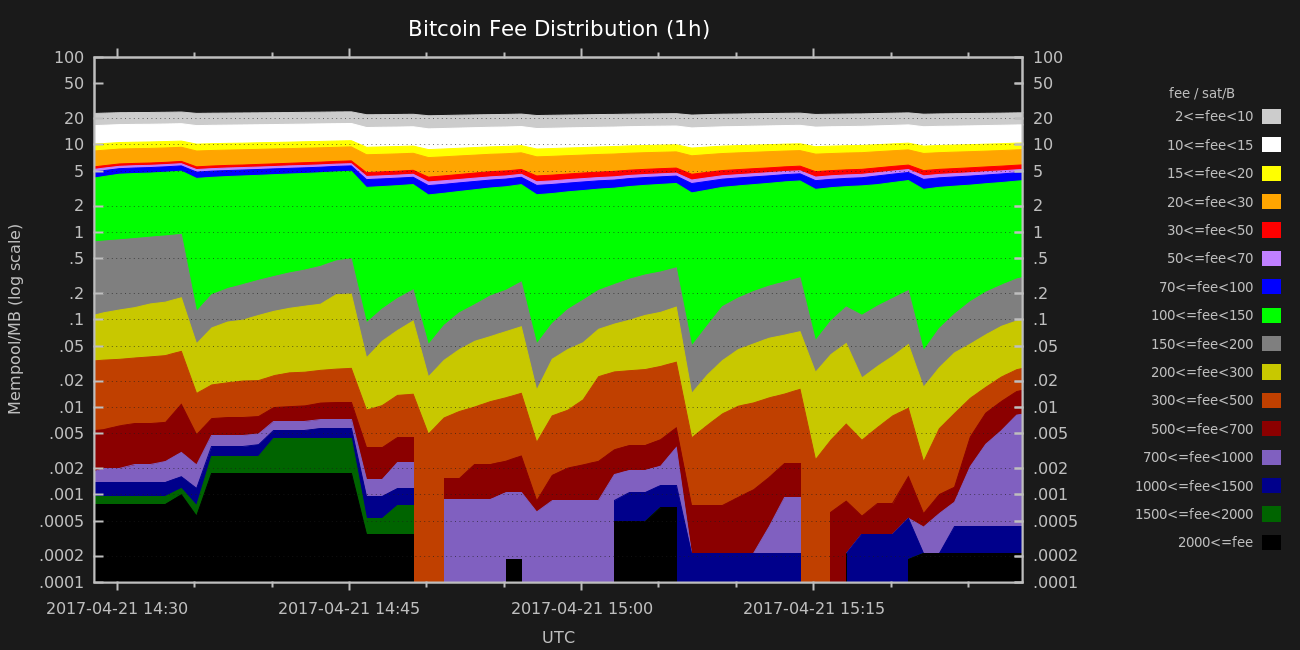 Bitcoin Fee Distribution (1h)
Mempool/MB (log scale)
100
50
20
10
5
2
1
.5
.2
.1
.05
.02
.01
.005
.002
.001
.0005
.0002
.0001
100
50
20
10
5
2
1
.5
.2
.1
.05
.02
.01
.005
.002
.001
.0005
.0002
.0001
fee / sat/B
2<=fee<10
10<=fee<15
15<=fee<20
20<=fee<30
30<=fee<50
50<=fee<70
70<=fee<100
100<=fee<150
150<=fee<200
200<=fee<300
300<=fee<500
500<=fee<700
700<=fee<1000
1000<=fee<1500
1500<=fee<2000
2000<=fee
2017-04-21 14:30 2017-04-21 14:45 2017-04-21 15:00 2017-04-21 15:15
UTC